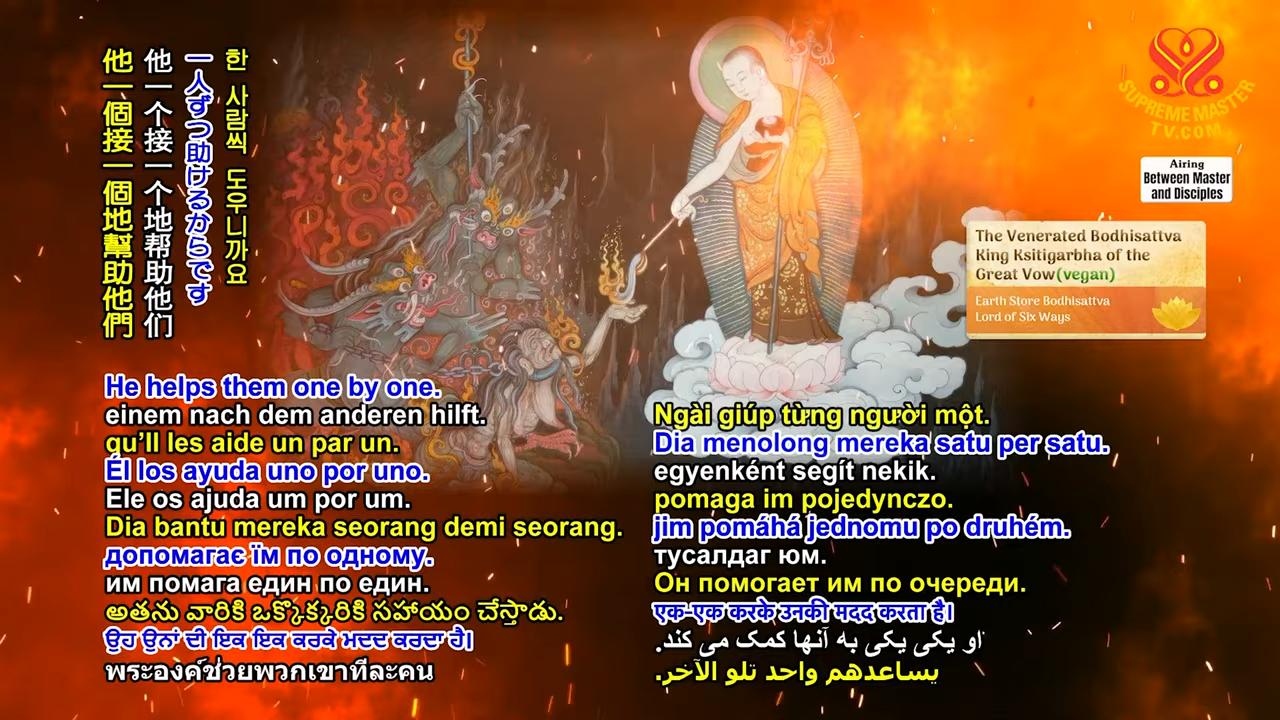 他一個接一個地幫助他們
他一个接一个地帮助他们
一人ずつ助けるからです
한 사람씩 도우니까요
SUPREME MASTER
TV.COM
Airing
Between Master
and Disciples
The Venerated Bodhisattva
King Ksitigarbha of the
Great Vow(vegan)
Earth Store Bodhisattva
Lord of Six Ways
He helps them one by one.
einem nach dem anderen hilft.
qu'Il les aide un par un.
Él los ayuda uno por uno.
Ele os ajuda um por um.
Dia bantu mereka seorang demi seorang.
допомагає їм по одному.
им помага един по един.
అతను వారికి ఒక్కొక్కరికి సహాయం చేస్తాడు.
ਉਹ ਉਨਾਂ ਦੀ ਇਕ ਇਕ ਕਰਕੇ ਮਦਦ ਕਰਦਾ ਹੈ।
พระองค์ช่วยพวกเขาทีละคน
Ngài giúp từng người một.
Dia menolong mereka satu per satu.
egyenként segít nekik.
pomaga im pojedynczo.
jim pomáhá jednomu po druhém.
тусалдаг юм.
Он помогает им по очереди.
एक-एक करके उनकी मदद करता है।
او یکی یکی به آنها کمک می کند.
يساعدهم واحد تلو الآخر.